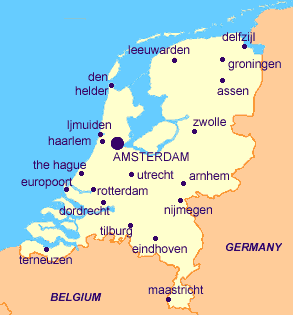 delfzijl
leeuwarden
groningen
den
helder
assen
Ijmuiden
zwolle
haarlem
AMSTERDAM
the hague
utrecht
arnhem
europoort
rotterdam
dordrecht
nijmegen
tilburg
eindhoven
GERMANY
terneuzen
maastricht
BELGIUM